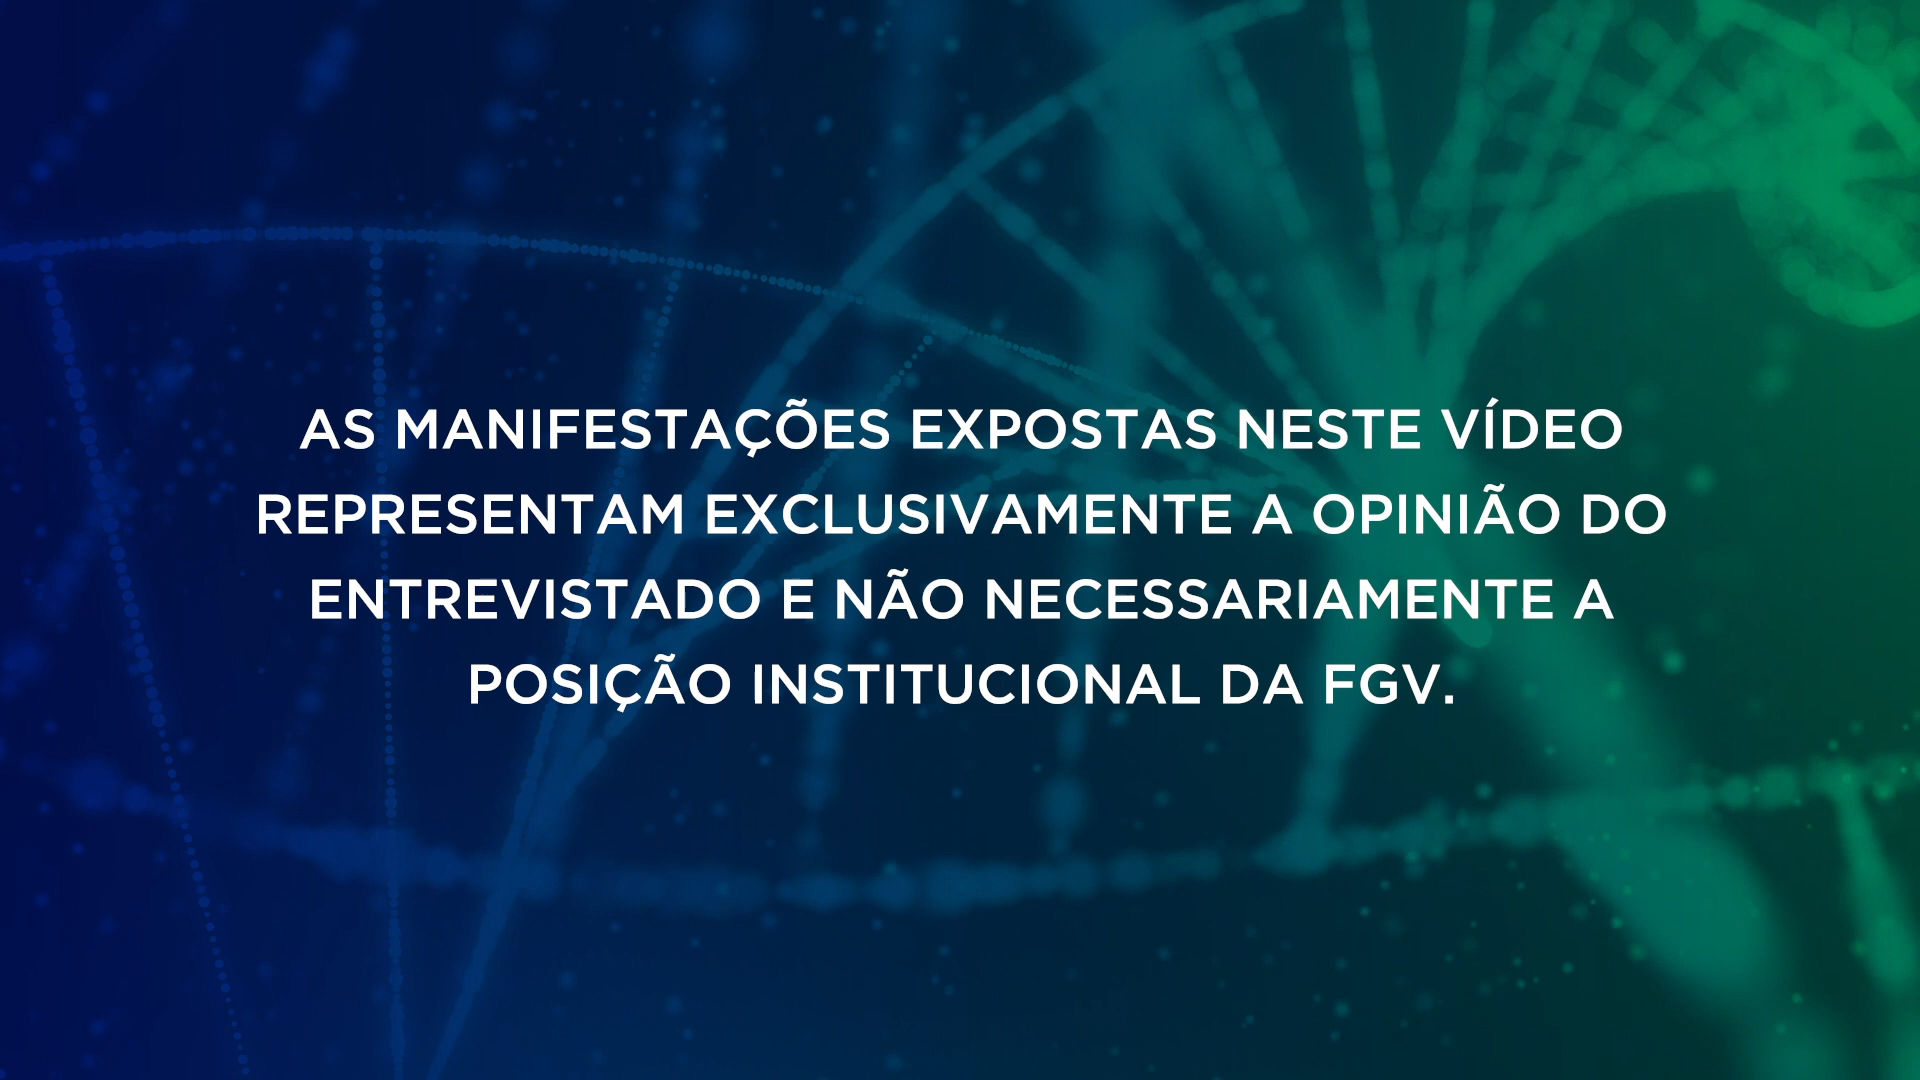 AS MANIFESTAÇÕES EXPOSTAS NESTE VÍDEO
REPRESENTAM EXCLUSIVAMENTE A OPINIÃO DO
ENTREVISTADO E NÃO NECESSARIAMENTE A
POSIÇÃO INSTITUCIONAL DA FGV.